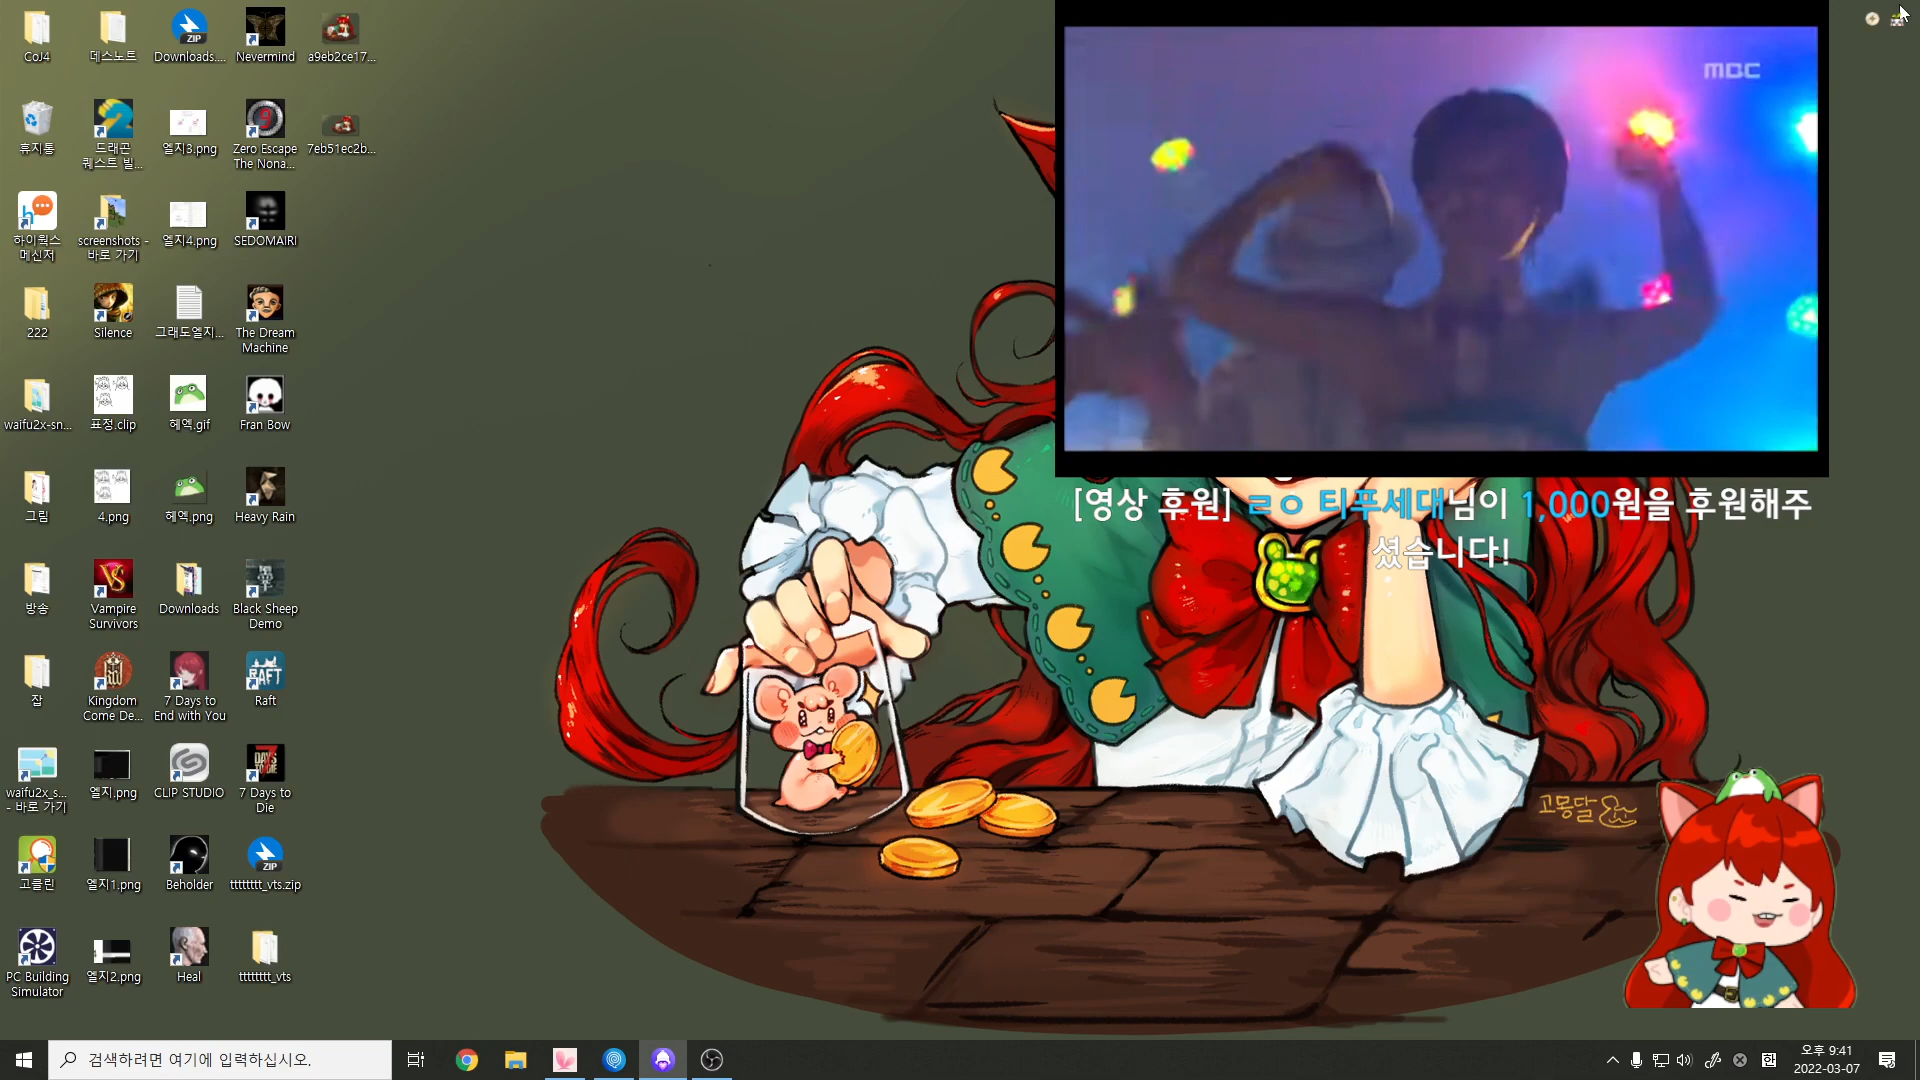 CoJ4
데스노트
Downloads....
Nevermind
a9eb2ce17...
휴지통
드래곤
퀘스트 빌...
엘지3.png
Zero Escape
The Nona...
7eb51ec2b...
하이웍스
메신저
screenshots -
바로 가기
엘지4.png
SEDOMAIRI
222
Silence
그래도엘지...
The Dream
Machine
waifu2x-sn...
표정.clip
헤엑.gif
Fran Bow
그림
4.png
헤엑.png
Heavy Rain
방송
Vampire
Survivors
Downloads
Black Sheep
Demo
잡
Kingdom
Come De...
7 Days to
End with You
Raft
waifu2x_s...
- 바로 가기
엘지.png
CLIP STUDIO
7 Days to
Die
고클린
엘지1.png
Beholder
tttttttt_vts.zip
PC Building
Simulator
엘지2.png
Heal
tttttttt_vts
MBC
[영상 후원] ㄹㅇ 티푸세대님이 1,000원을 후원해주
셨습니다!
고몽달
검색하려면 여기에 입력하십시오.
한
오후 9:41
2022-03-07